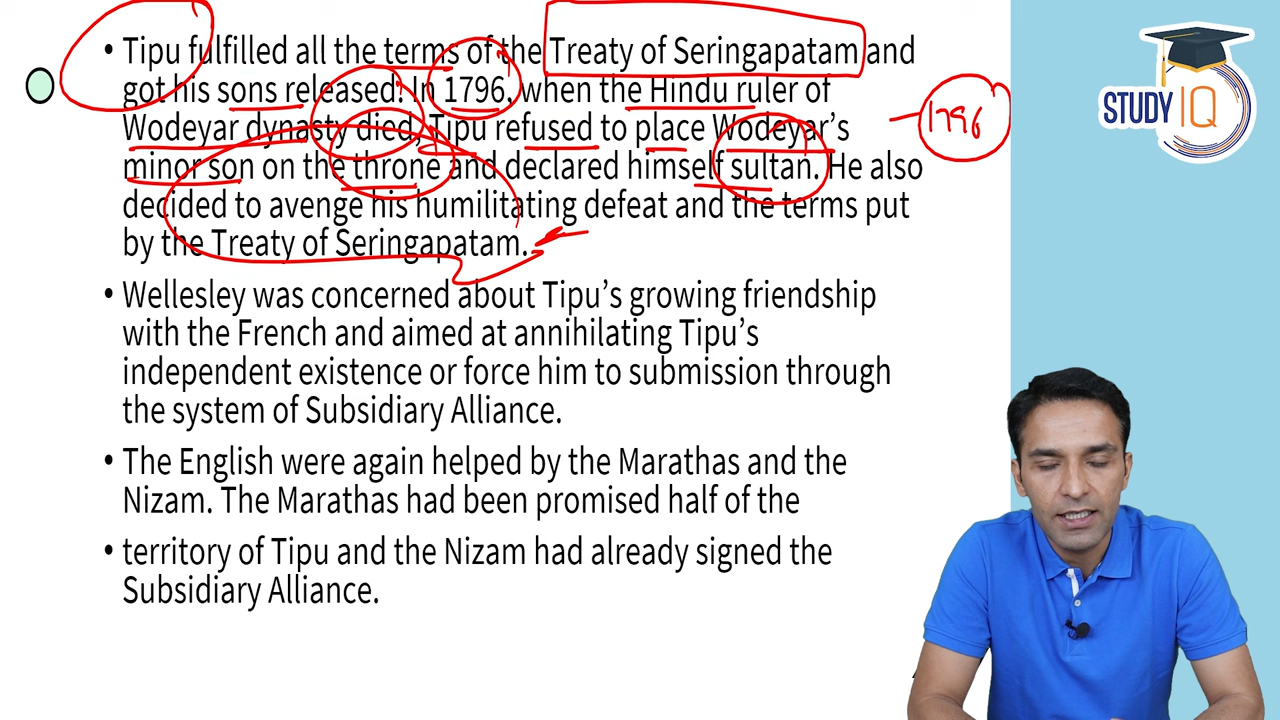 • Tipu fulfilled all the terms of the Treaty of Seringapatam and
got his sons released. In 1796, when the Hindu ruler of
Wodeyar dynasty died, Tipu refused to place Wodeyar’s
minor son on the throne and declared himself sultan. He also
decided to avenge his humilitating defeat and the terms put
by the Treaty of Seringapatam.
• Wellesley was concerned about Tipu’s growing friendship
with the French and aimed at annihilating Tipu’s
independent existence or force him to submission through
the system of Subsidiary Alliance.
• The English were again helped by the Marathas and the
Nizam. The Marathas had been promised half of the
• territory of Tipu and the Nizam had already signed the
Subsidiary Alliance.
1796
STUDY IQ